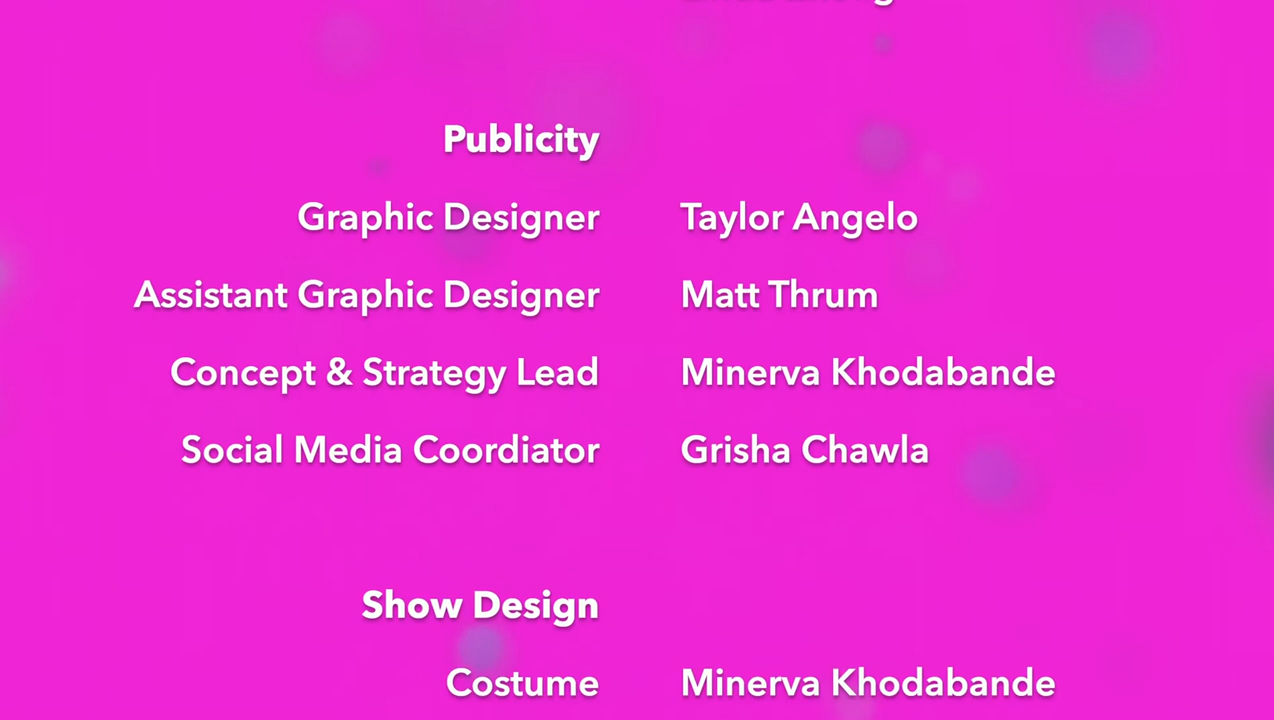 Publicity
Graphic Designer Taylor Angelo
Assistant Graphic Designer Matt Thrum
Concept & Strategy Lead Minerva Khodabande
Social Media Coordiator Grisha Chawla
Show Design
Costume Minerva Khodabande